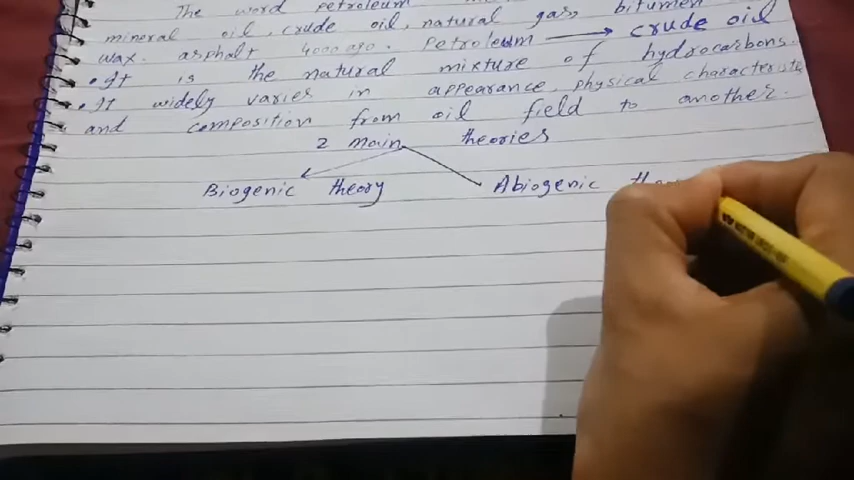 The word petroleum
mineral oil, crude oil, natural gas, bitumen
wax. asphalt 4000 ago. Petroleum → crude oil
• It is the natural mixture of hydrocarbons.
• It widely varies in appearance, physical characterists
and composition from oil field to another.
2 main theories
Biogenic theory Abiogenic